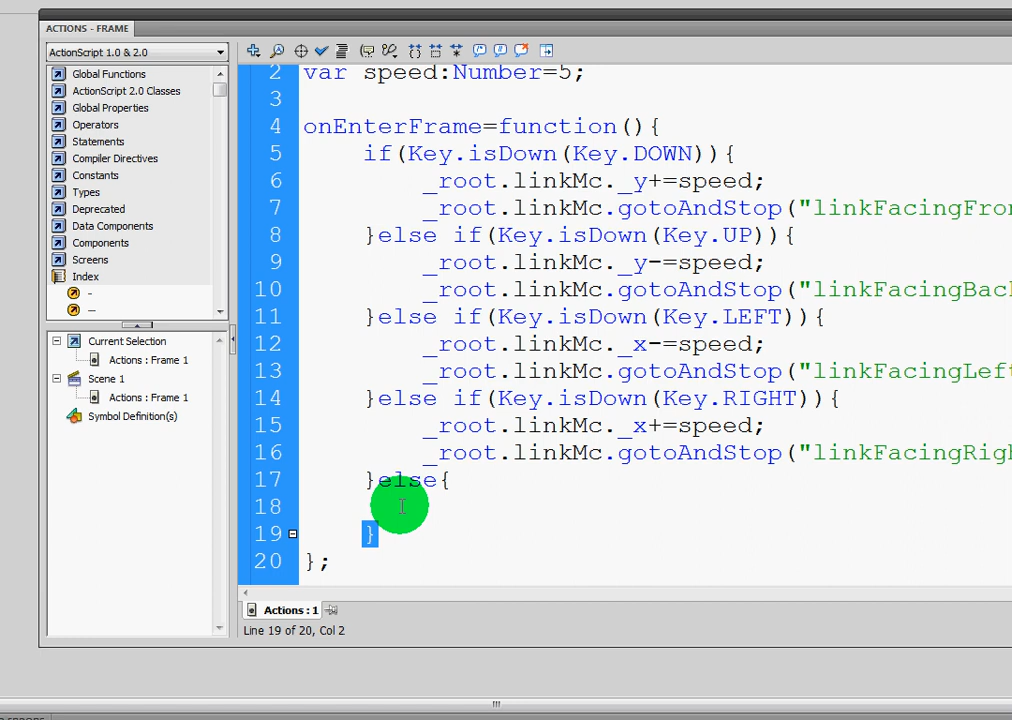 ACTIONS - FRAME
ActionScript 1.0 & 2.0
Global Functions
ActionScript 2.0 Classes
Global Properties
Operators
Statements
Compiler Directives
Constants
Types
Deprecated
Data Components
Components
Screens
Index
-
--
Current Selection
Actions : Frame 1
Scene 1
Actions : Frame 1
Symbol Definition(s)
2 var speed:Number=5;
3
4 onEnterFrame=function(){
5 if(Key.isDown(Key.DOWN)){
6 _root.linkMc._y+=speed;
7 _root.linkMc.gotoAndStop("linkFacingFron
8 }else if(Key.isDown(Key.UP)){
9 _root.linkMc._y-=speed;
10 _root.linkMc.gotoAndStop("linkFacingBack
11 }else if(Key.isDown(Key.LEFT)){
12 _root.linkMc._x-=speed;
13 _root.linkMc.gotoAndStop("linkFacingLeft
14 }else if(Key.isDown(Key.RIGHT)){
15 _root.linkMc._x+=speed;
16 _root.linkMc.gotoAndStop("linkFacingRigh
17 }else{
18
19 }
20 };
Actions : 1
Line 19 of 20, Col 2